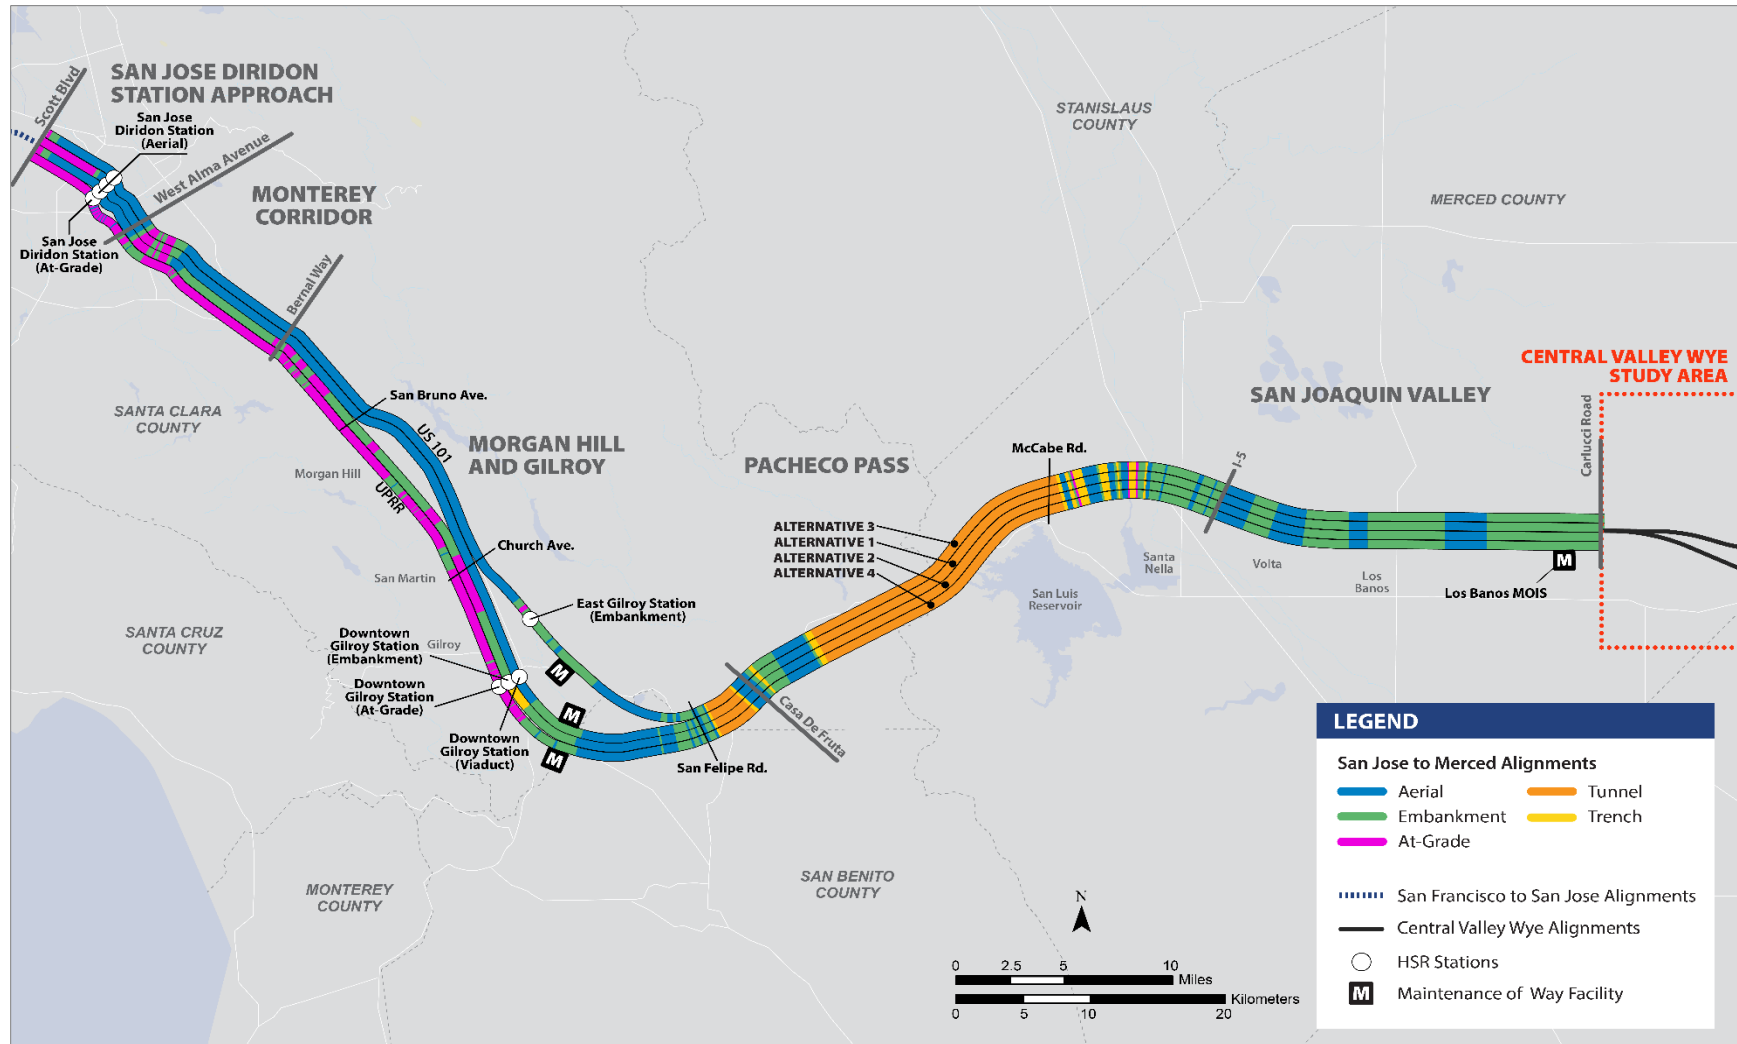 SAN JOSE DIRIDON
STATION APPROACH
Scott Blvd
San Jose
Diridon Station
(Aerial)
West Alma Avenue
MONTEREY
CORRIDOR
San Jose
Diridon Station
(At-Grade)
Bernal Way
STANISLAUS
COUNTY
MERCED COUNTY
CENTRAL VALLEY WYE
STUDY AREA
SAN JOAQUIN VALLEY
Carlucci Road
SANTA CLARA
COUNTY
San Bruno Ave.
US 101
MORGAN HILL
AND GILROY
Morgan Hill
UPRR
PACHECO PASS
McCabe Rd.
I-5
ALTERNATIVE 3
ALTERNATIVE 1
ALTERNATIVE 2
ALTERNATIVE 4
Church Ave.
San Martin
Santa
Nella
Volta
Los
Banos
M
Los Banos MOIS
San Luis
Reservoir
East Gilroy Station
(Embankment)
SANTA CRUZ
COUNTY
Gilroy
Downtown
Gilroy Station
(Embankment)
Downtown
Gilroy Station
(At-Grade)
M
M
M
Downtown
Gilroy Station
(Viaduct)
San Felipe Rd.
Casa De Fruta
MONTEREY
COUNTY
SAN BENITO
COUNTY
N
0 2.5 5 10
Miles
Kilometers
0 5 10 20
LEGEND
San Jose to Merced Alignments
Aerial
Tunnel
Embankment
Trench
At-Grade
San Francisco to San Jose Alignments
Central Valley Wye Alignments
HSR Stations
M
Maintenance of Way Facility